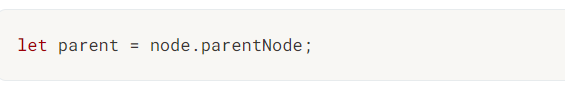 let parent = node.parentNode;